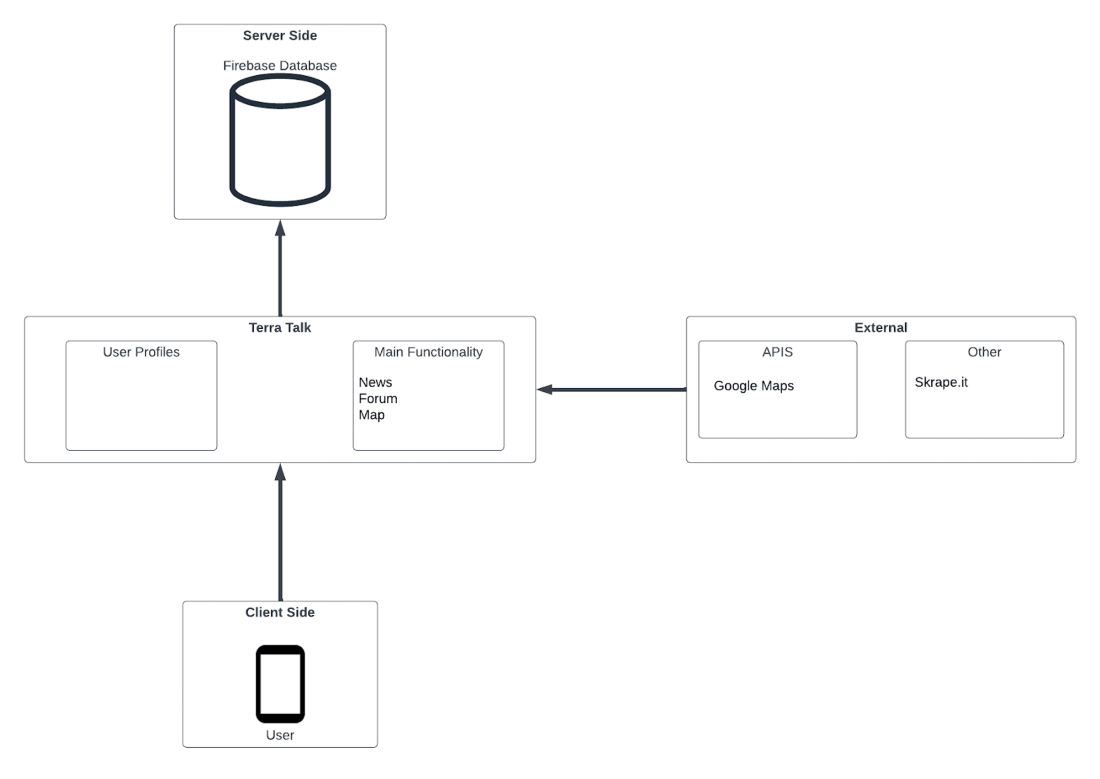 Server Side
Firebase Database
Terra Talk
User Profiles
Main Functionality
News
Forum
Map
External
APIS
Google Maps
Other
Skrape.it
Client Side
User